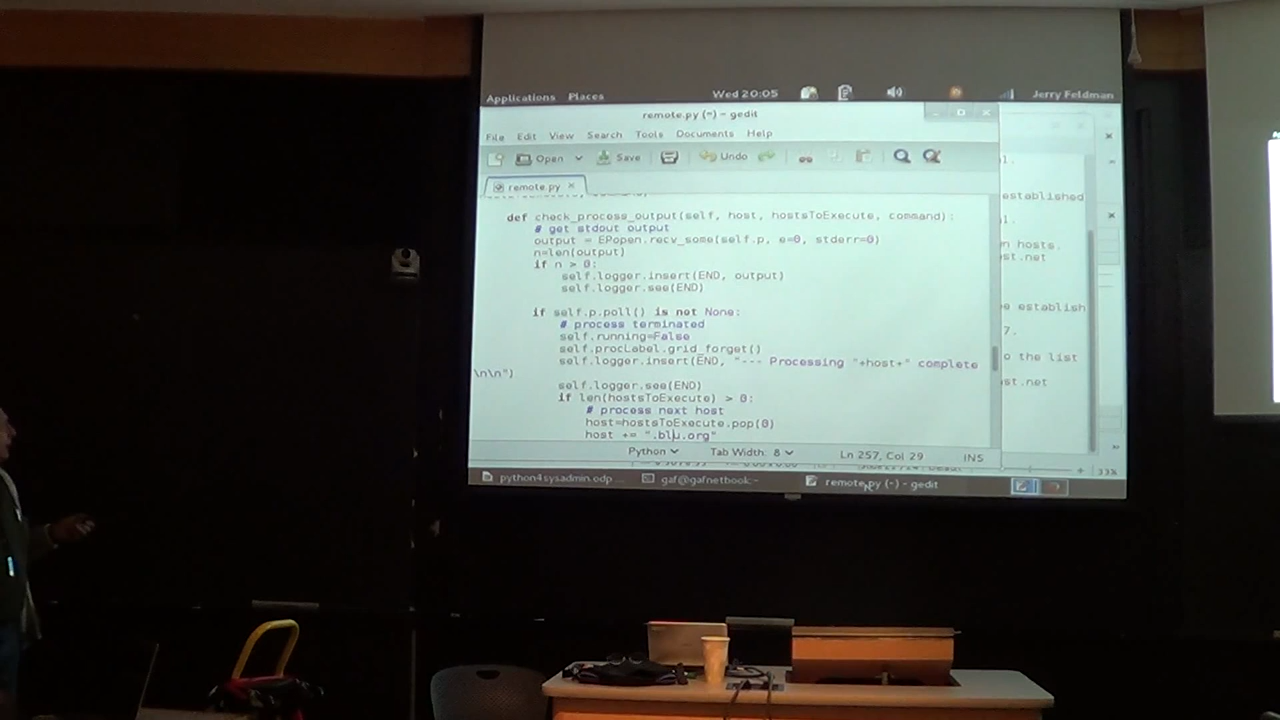 Applications Places Wed 20:05 Jerry Feldman
remote.py (~) - gedit
File Edit View Search Tools Documents Help
Open Save Undo
remote.py
def check_process_output(self, host, hostsToExecute, command):
# get stdout output
output = EPopen.recv_some(self.p, e=0, stderr=0)
n=len(output)
if n > 0:
self.logger.insert(END, output)
self.logger.see(END)
if self.p.poll() is not None:
# process terminated
self.running=False
self.procLabel.grid_forget()
self.logger.insert(END, "--- Processing "+host+" complete
\n\n")
self.logger.see(END)
if len(hostsToExecute) > 0:
# process next host
host=hostsToExecute.pop(0)
host += ".blu.org"
Python Tab Width: 8 Ln 257, Col 29 INS
established
n hosts.
st.net
e establish
7.
o the list
st.net
33%
python4sysadmin.odp ... gaf@gafnetbook:~ remote.py (~) - gedit